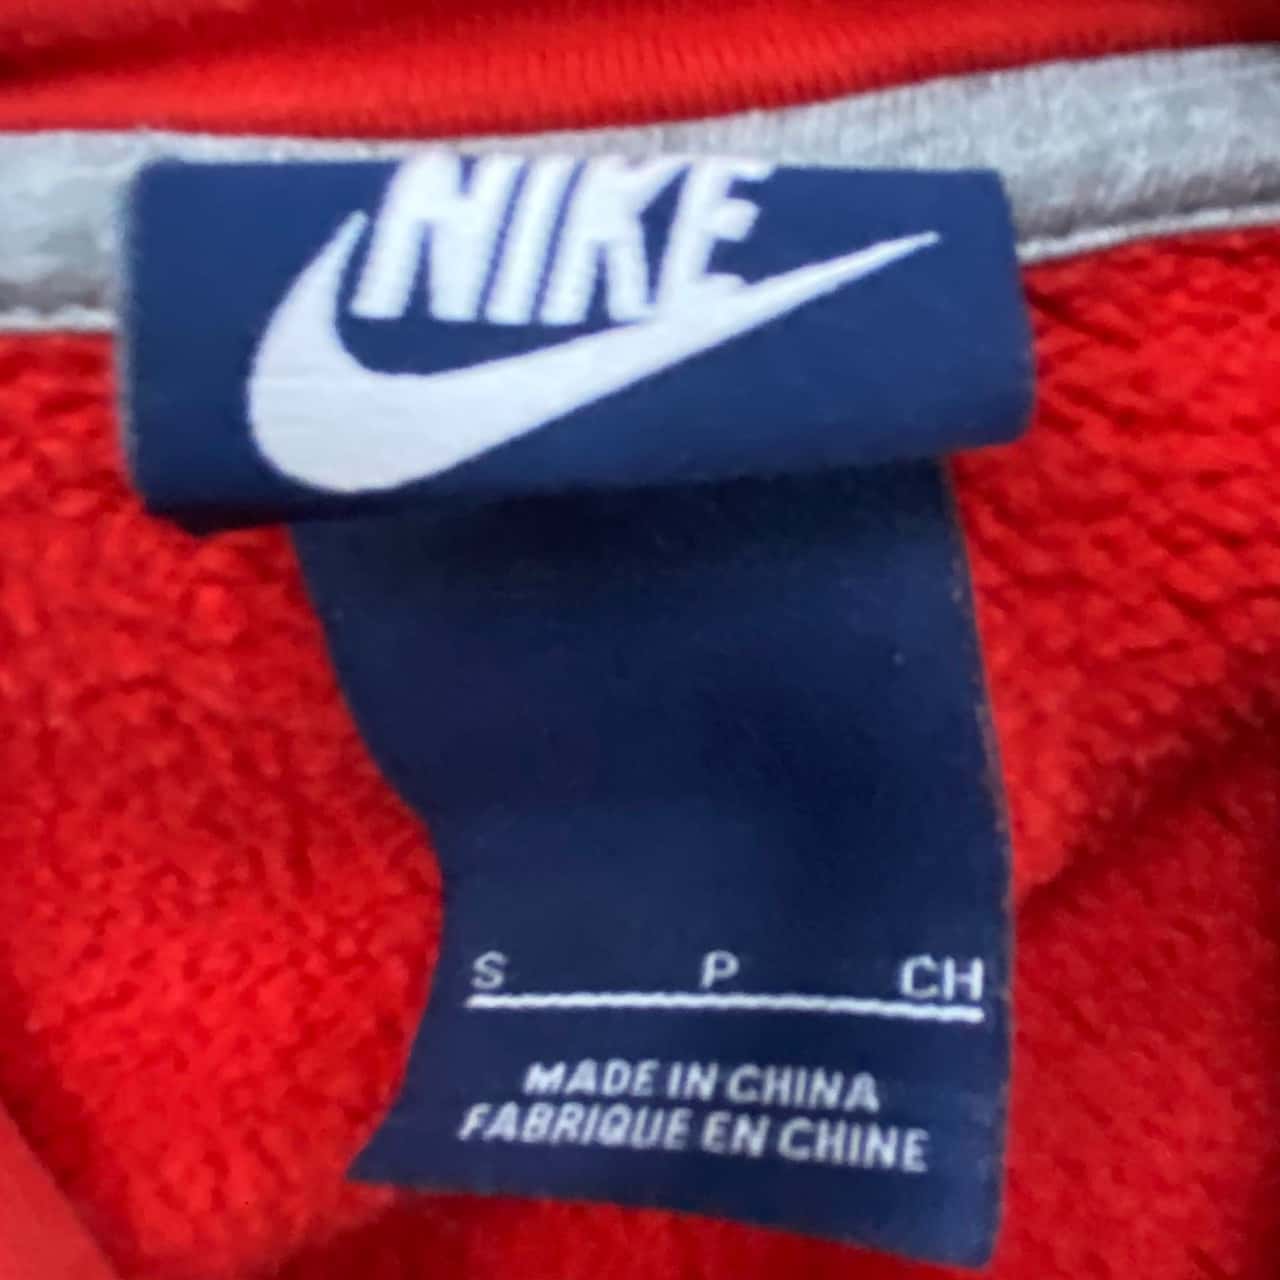 NIKE
S P CH
MADE IN CHINA
FABRIQUE EN CHINE